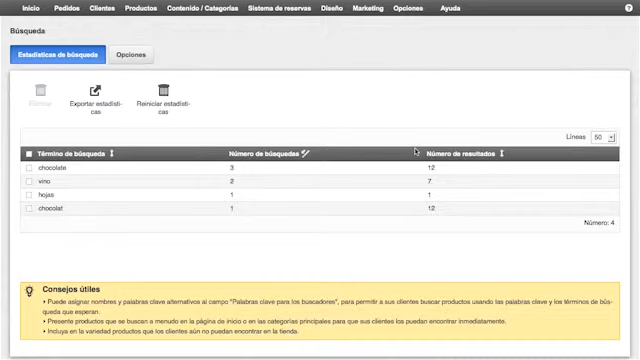 Inicio Pedidos Clientes Productos Contenido / Categorías Sistema de reservas Diseño Marketing Opciones Ayuda ?
Búsqueda
Estadísticas de búsqueda Opciones
Eliminar Exportar estadísti- Reiniciar estadísti-
cas cas
Líneas 50
Término de búsqueda Número de búsquedas Número de resultados
chocolate 3 12
vino 2 7
hojas 1 1
chocolat 1 12
Número: 4
Consejos útiles
Puede asignar nombres y palabras clave alternativos al campo "Palabras clave para los buscadores", para permitir a sus clientes buscar productos usando las palabras clave y los términos de bús-
queda que esperan.
Presente productos que se buscan a menudo en la página de inicio o en las categorías principales para que sus clientes los puedan encontrar inmediatamente.
Incluya en la variedad productos que los clientes aún no puedan encontrar en la tienda.